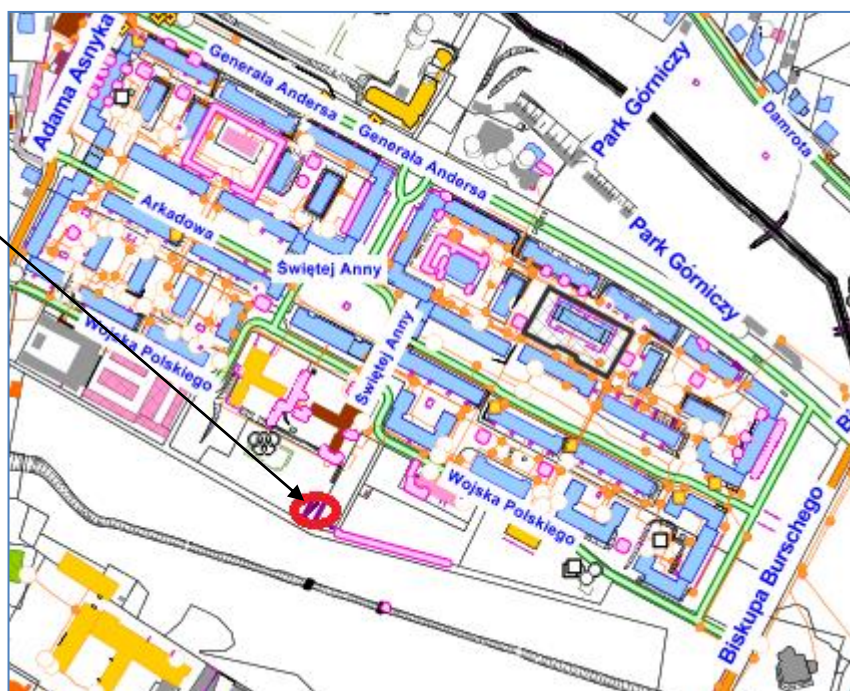 Generała Andersa
Adama Asnyka
Generała Andersa
Park Górniczy
Damrota
Arkadowa
Świętej Anny
Park Górniczy
Wojska Polskiego
Świętej Anny
Wojska Polskiego
Biskupa Burschego